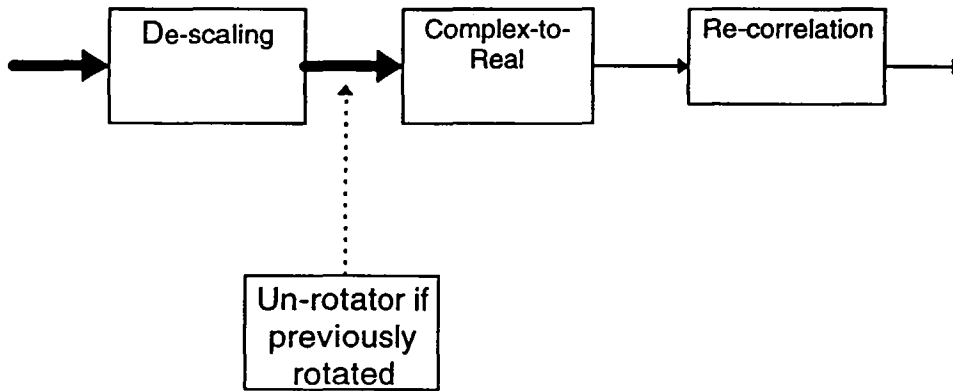 De-scaling
Complex-to-
Real
Re-correlation
Un-rotator if
previously
rotated